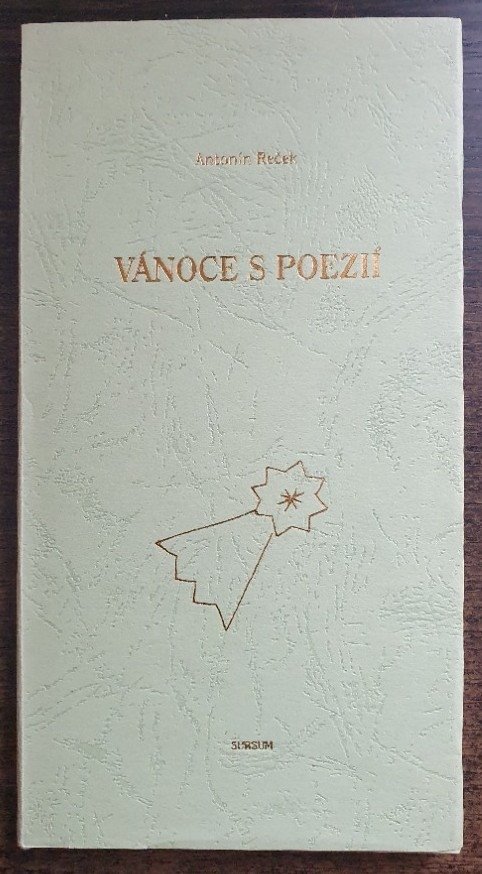 Antonín Reček
VÁNOCE S POEZIÍ
SURSUM